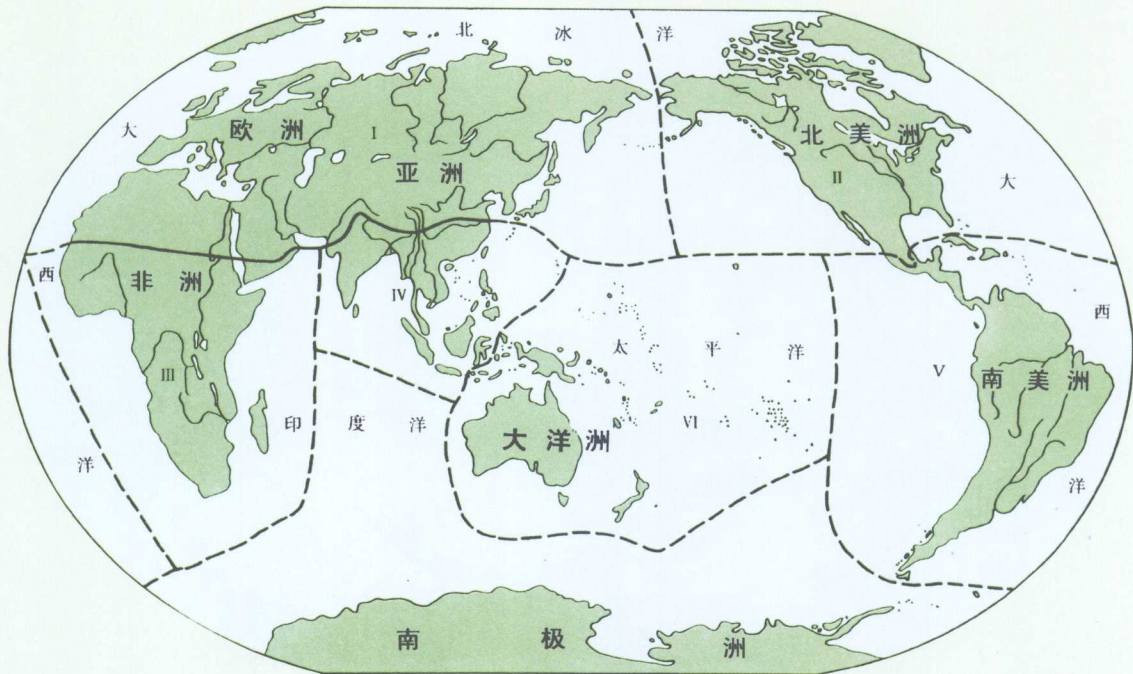 北 冰 洋
大
欧 洲
I
亚 洲
北 美 洲
II
大
西
非 洲
IV
西
III
太 平 洋
V
南 美 洲
印 度 洋
大 洋 洲
VI
洋
洋
南 极 洲